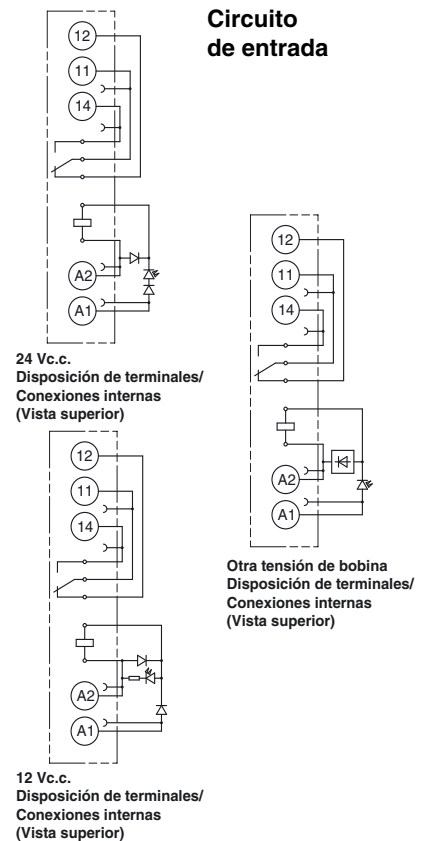 Circuito
de entrada
12
11
14
A2
A1
24 Vc.c.
Disposición de terminales/
Conexiones internas
(Vista superior)
12
11
14
A2
A1
12 Vc.c.
Disposición de terminales/
Conexiones internas
(Vista superior)
12
11
14
A2
A1
Otra tensión de bobina
Disposición de terminales/
Conexiones internas
(Vista superior)